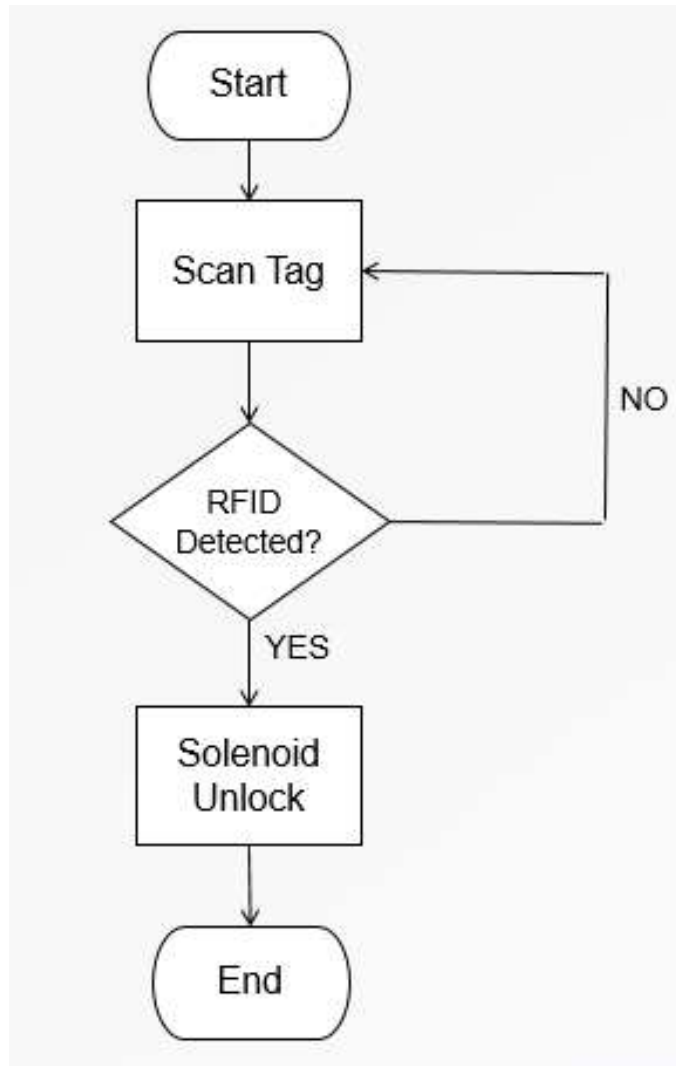 Start
Scan Tag
NO
RFID
Detected?
YES
Solenoid
Unlock
End